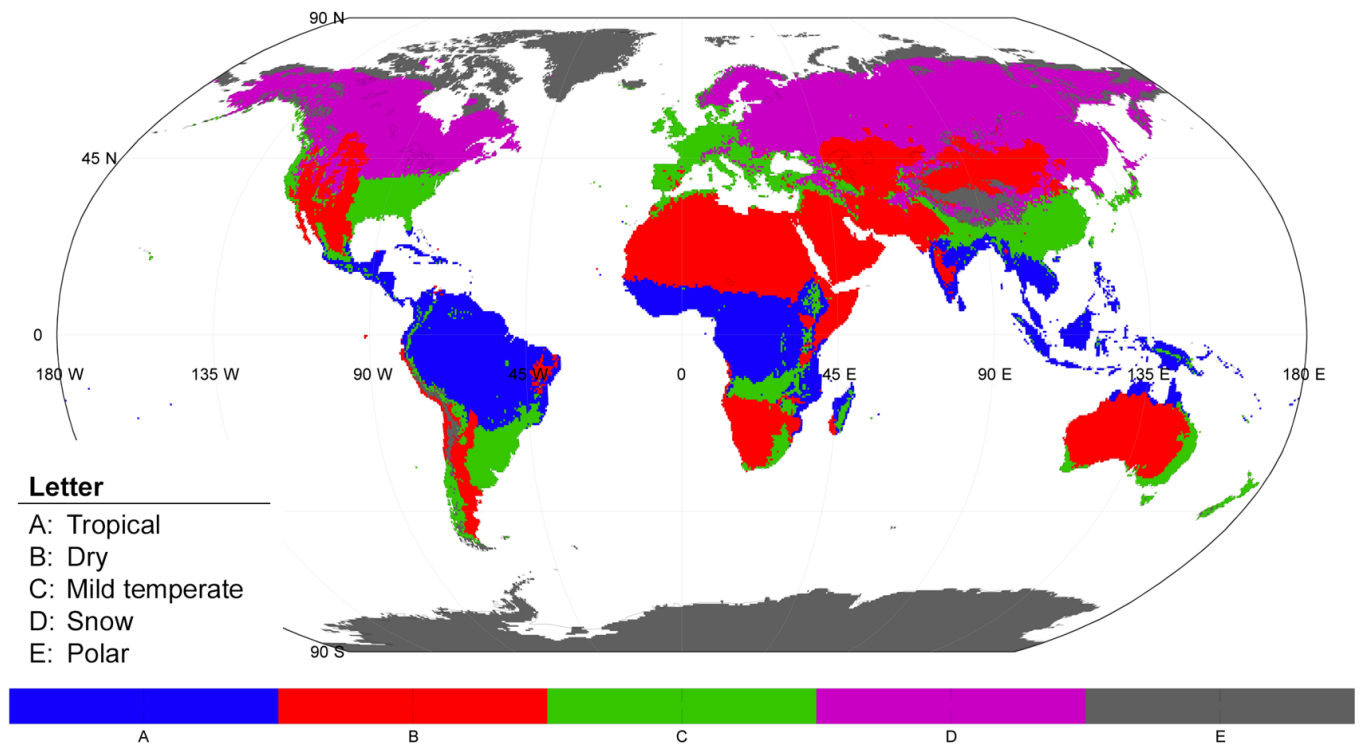 90 N
45 N
0
180 W 135 W 90 W 45 W 0 45 E 90 E 135 E 180 E
Letter
A: Tropical
B: Dry
C: Mild temperate
D: Snow
E: Polar
90 S
A B C D E